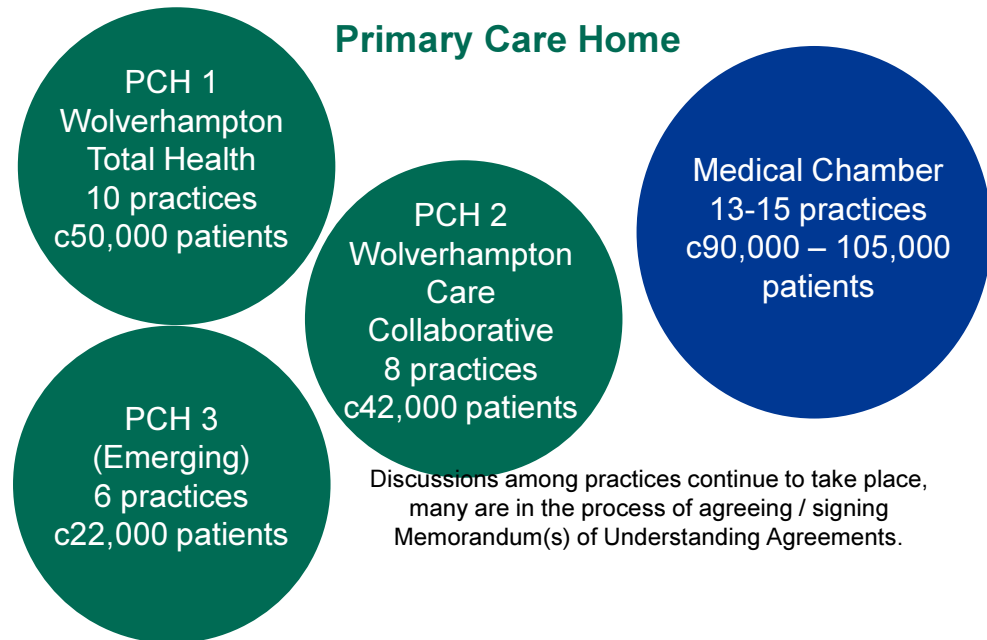 Primary Care Home
PCH 1
Wolverhampton
Total Health
10 practices
c50,000 patients
PCH 2
Wolverhampton
Care
Collaborative
8 practices
c42,000 patients
Medical Chamber
13-15 practices
c90,000 – 105,000
patients
PCH 3
(Emerging)
6 practices
c22,000 patients
Discussions among practices continue to take place,
many are in the process of agreeing / signing
Memorandum(s) of Understanding Agreements.